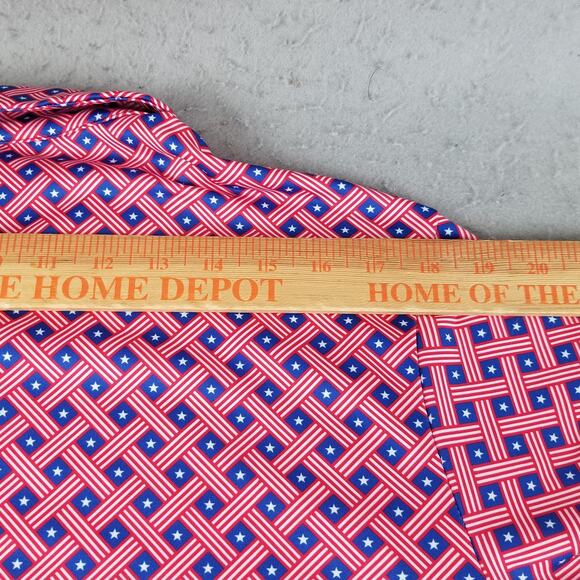 11 12 13 14 15 16 17 18 19 20
E HOME DEPOT HOME OF THE